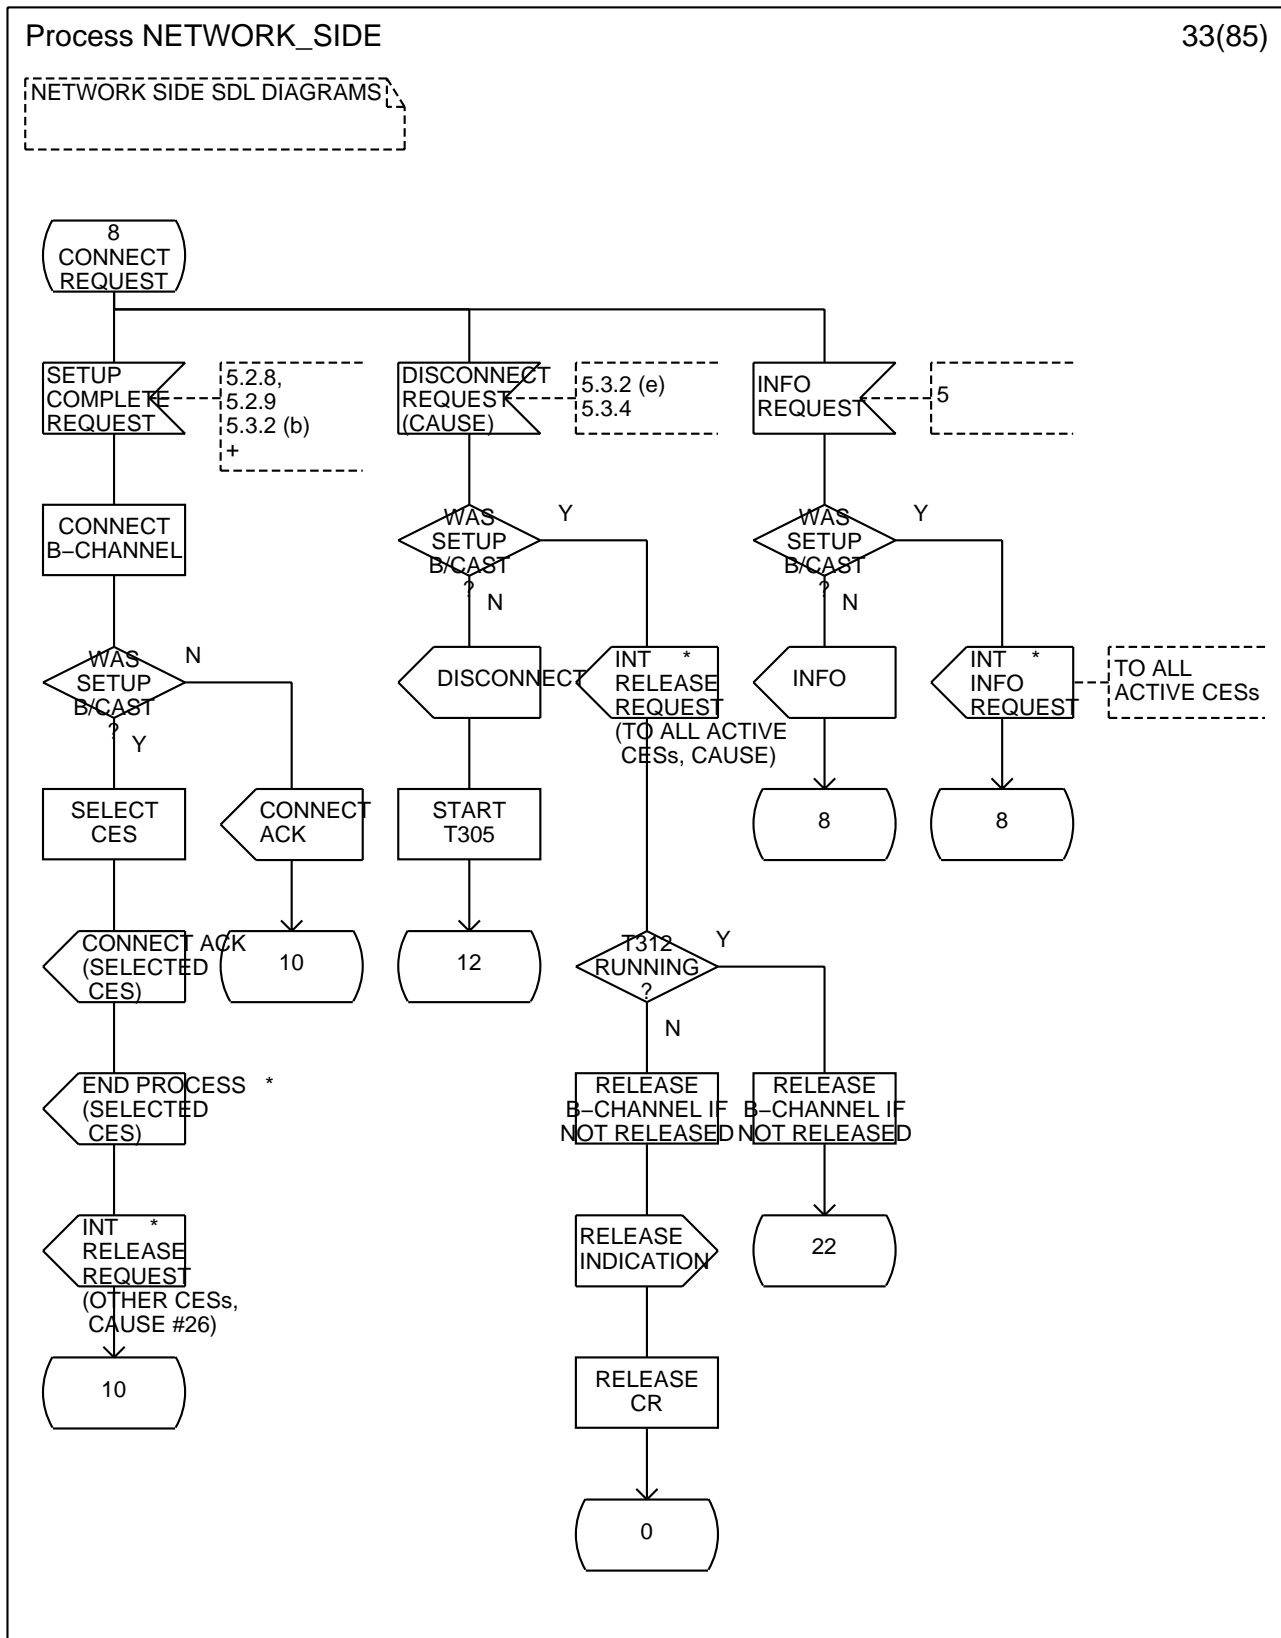 Process NETWORK_SIDE
33(85)
NETWORK SIDE SDL DIAGRAMS
8
CONNECT
REQUEST
SETUP
COMPLETE
REQUEST
5.2.8,
5.2.9
5.3.2 (b)
+
DISCONNECT
REQUEST
(CAUSE)
5.3.2 (e)
5.3.4
INFO
REQUEST
5
CONNECT
B–CHANNEL
WAS
SETUP
B/CAST
?
Y
N
WAS
SETUP
B/CAST
?
Y
N
WAS
SETUP
B/CAST
?
N
Y
DISCONNECT
INT *
RELEASE
REQUEST
(TO ALL ACTIVE
CESs, CAUSE)
INFO
INT *
INFO
REQUEST
TO ALL
ACTIVE CESs
SELECT
CES
CONNECT
ACK
START
T305
8
8
CONNECT ACK
(SELECTED
CES)
10
12
T312
RUNNING
?
Y
N
END PROCESS *
(SELECTED
CES)
RELEASE
B–CHANNEL IF
NOT RELEASED
RELEASE
B–CHANNEL IF
NOT RELEASED
INT *
RELEASE
REQUEST
(OTHER CESs,
CAUSE #26)
RELEASE
INDICATION
22
10
RELEASE
CR
0